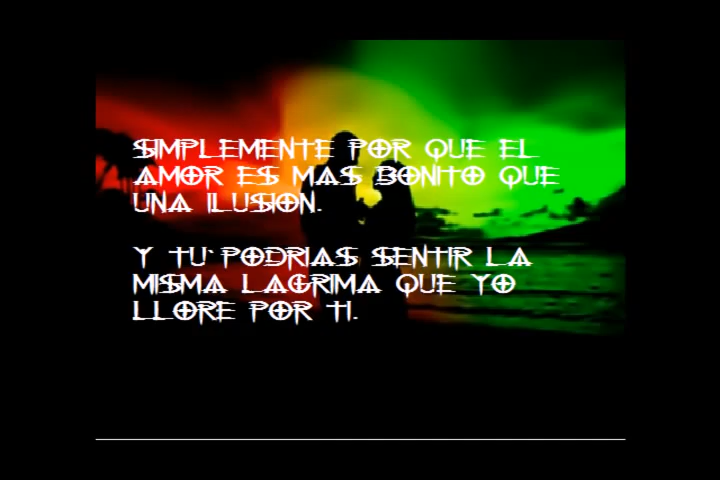 SIMPLEMENTE POR QUE EL
AMOR ES MAS BONITO QUE
UNA ILUSION.
Y TU` PODRIAS SENTIR LA
MISMA LAGRIMA QUE YO
LLORE POR TI.